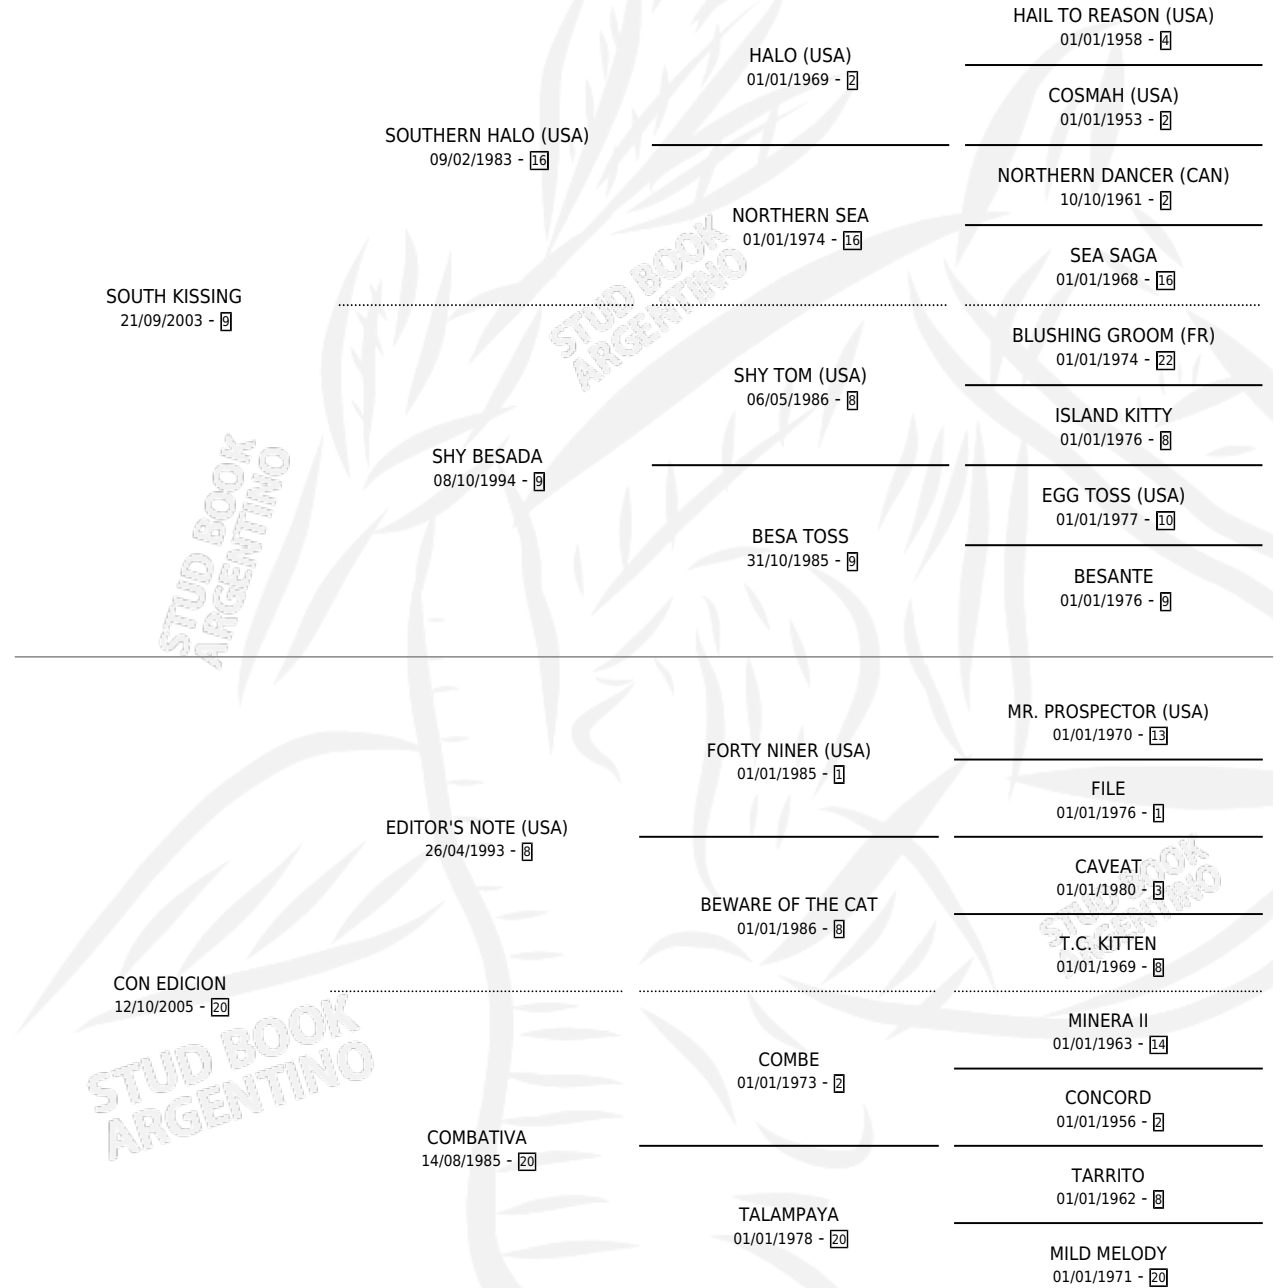 HAIL TO REASON (USA)
01/01/1958 - 4
HALO (USA)
01/01/1969 - 2
COSMAH (USA)
01/01/1953 - 2
SOUTHERN HALO (USA)
09/02/1983 - 16
NORTHERN DANCER (CAN)
10/10/1961 - 2
NORTHERN SEA
01/01/1974 - 16
SEA SAGA
01/01/1968 - 16
SOUTH KISSING
21/09/2003 - 9
BLUSHING GROOM (FR)
01/01/1974 - 22
SHY TOM (USA)
06/05/1986 - 8
ISLAND KITTY
01/01/1976 - 8
SHY BESADA
08/10/1994 - 9
EGG TOSS (USA)
01/01/1977 - 10
BESA TOSS
31/10/1985 - 9
BESANTE
01/01/1976 - 9
MR. PROSPECTOR (USA)
01/01/1970 - 13
FORTY NINER (USA)
01/01/1985 - 1
FILE
01/01/1976 - 1
EDITOR'S NOTE (USA)
26/04/1993 - 8
CAVEAT
01/01/1980 - 3
BEWARE OF THE CAT
01/01/1986 - 8
T.C. KITTEN
01/01/1969 - 8
CON EDICION
12/10/2005 - 20
MINERA II
01/01/1963 - 14
COMBE
01/01/1973 - 2
CONCORD
01/01/1956 - 2
COMBATIVA
14/08/1985 - 20
TARRITO
01/01/1962 - 8
TALAMPAYA
01/01/1978 - 20
MILD MELODY
01/01/1971 - 20
STUD BOOK
ARGENTINO
STUD BOOK
ARGENTINO
STUD BOOK
ARGENTINO
STUD BOOK
ARGENTINO